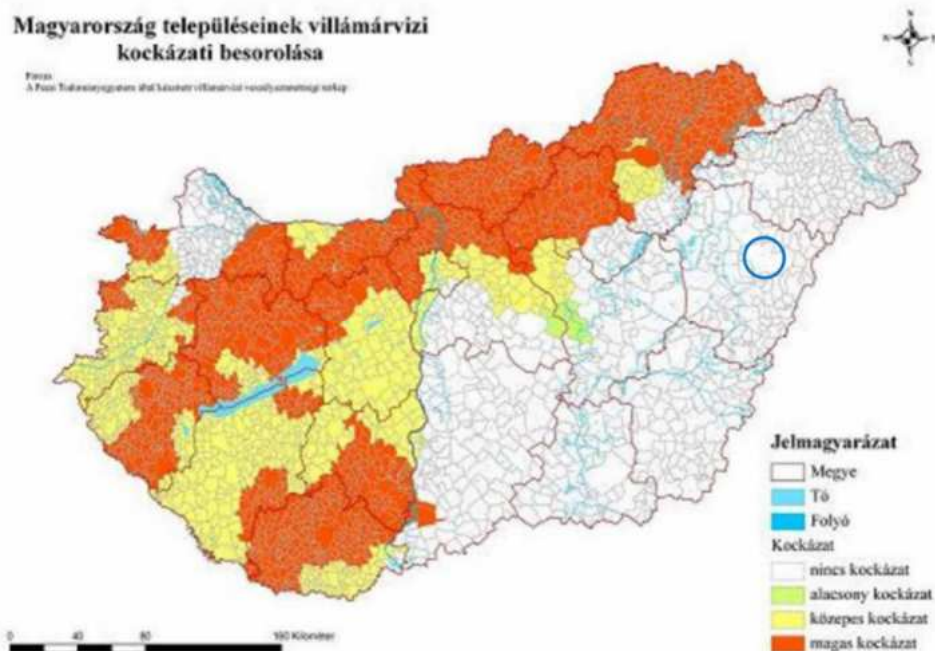 Magyarország településeinek villámárvizi
kockázati besorolása
Jelmagyarázat
Megye
Tó
Folyó
Kockázat
nincs kockázat
alacsony kockázat
közepes kockázat
magas kockázat
0 40 80 160 Kilométer